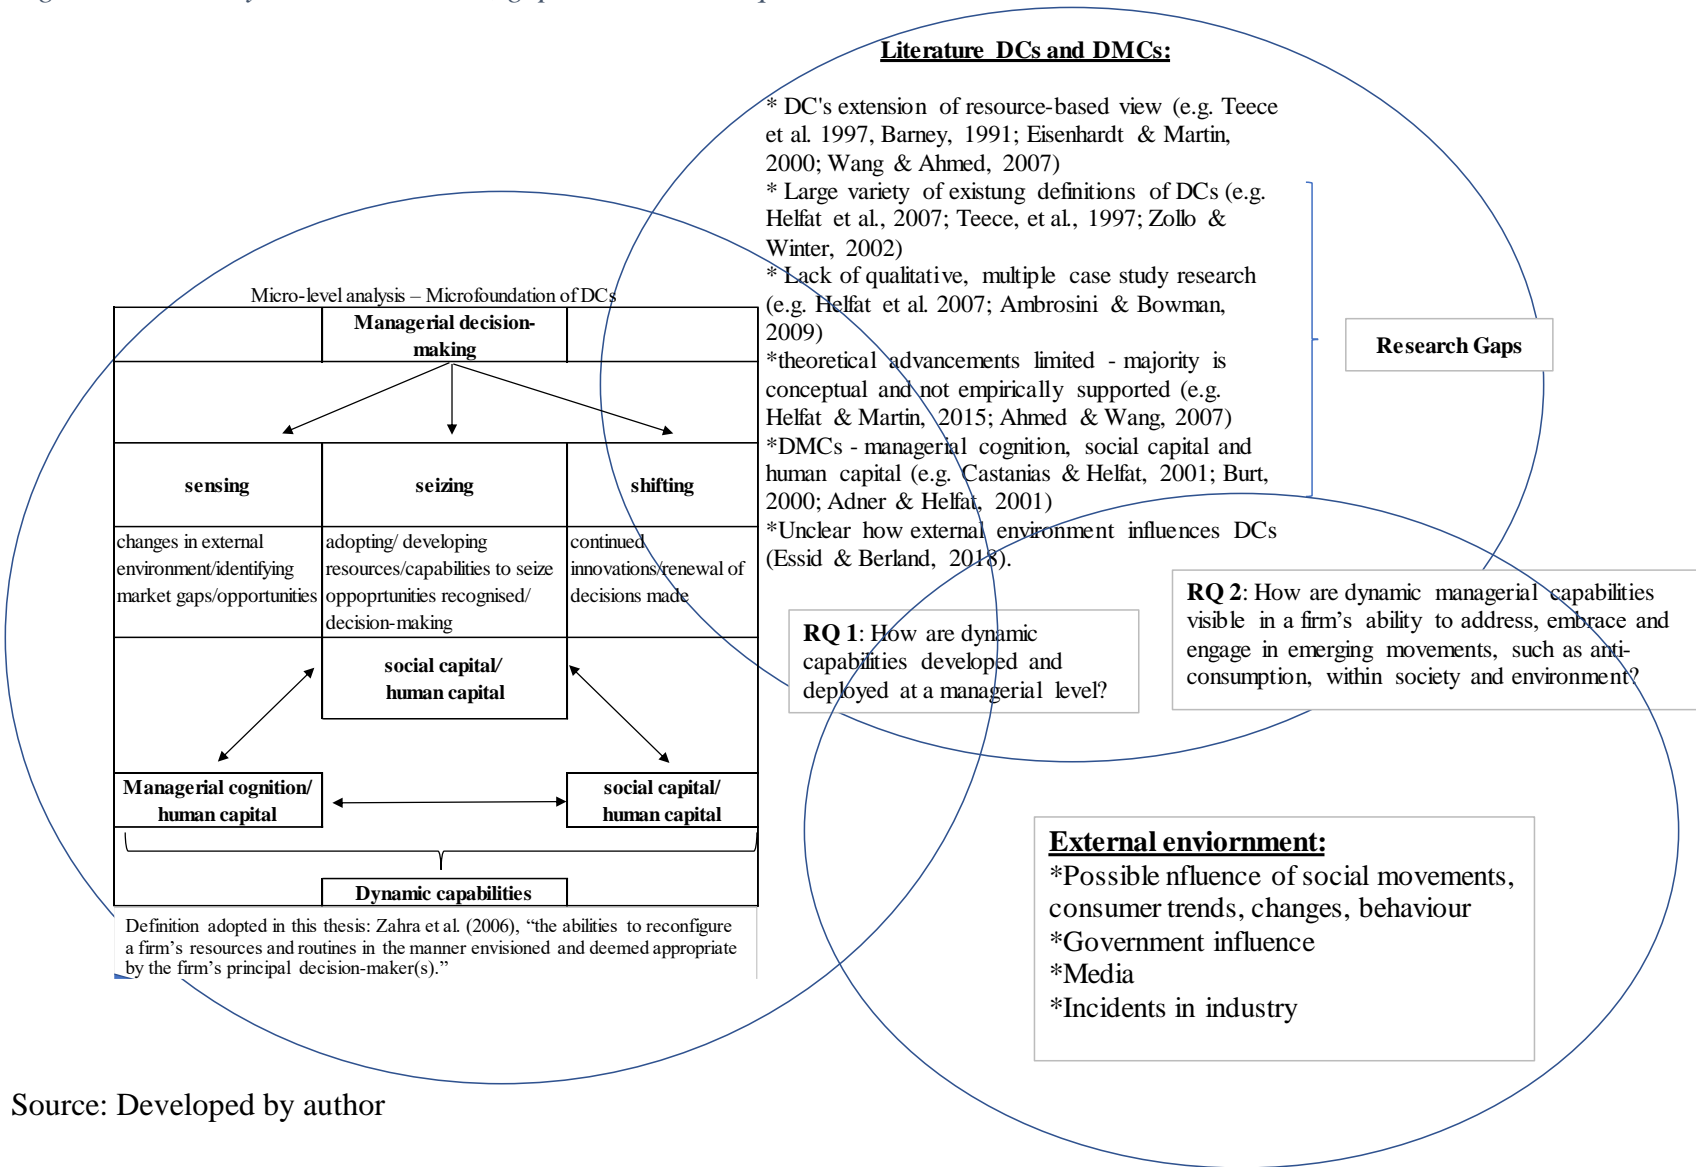 Literature DCs and DMCs:
* DC's extension of resource-based view (e.g. Teece
et al. 1997, Barney, 1991; Eisenhardt & Martin,
2000; Wang & Ahmed, 2007)
* Large variety of existung definitions of DCs (e.g.
Helfat et al., 2007; Teece, et al., 1997; Zollo &
Winter, 2002)
* Lack of qualitative, multiple case study research
(e.g. Helfat et al. 2007; Ambrosini & Bowman,
2009)
*theoretical advancements limited - majority is
conceptual and not empirically supported (e.g.
Helfat & Martin, 2015; Ahmed & Wang, 2007)
*DMCs - managerial cognition, social capital and
human capital (e.g. Castanias & Helfat, 2001; Burt,
2000; Adner & Helfat, 2001)
*Unclear how external environment influences DCs
(Essid & Berland, 2018).
Research Gaps
Micro-level analysis – Microfoundation of DCs
Managerial decision-
making
sensing
seizing
shifting
changes in external
environment/identifying
market gaps/opportunities
adopting/ developing
resources/capabilities to seize
oppoprtunities recognised/
decision-making
continued
innovations/renewal of
decisions made
social capital/
human capital
Managerial cognition/
human capital
social capital/
human capital
Dynamic capabilities
Definition adopted in this thesis: Zahra et al. (2006), “the abilities to reconfigure
a firm’s resources and routines in the manner envisioned and deemed appropriate
by the firm’s principal decision-maker(s).”
RQ 1: How are dynamic
capabilities developed and
deployed at a managerial level?
RQ 2: How are dynamic managerial capabilities
visible in a firm’s ability to address, embrace and
engage in emerging movements, such as anti-
consumption, within society and environment?
External enviornment:
*Possible nfluence of social movements,
consumer trends, changes, behaviour
*Government influence
*Media
*Incidents in industry
Source: Developed by author